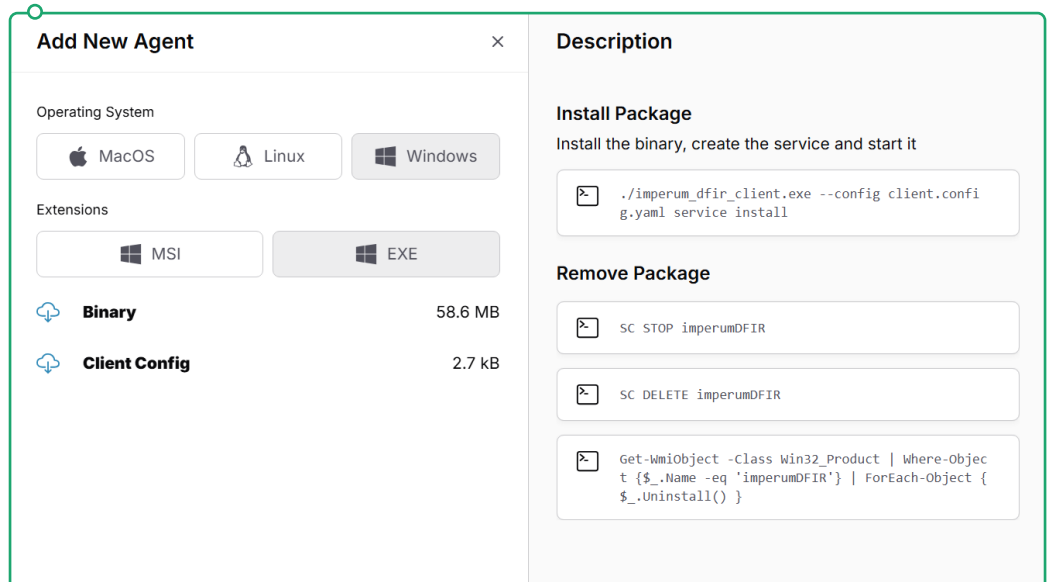 Add New Agent
Operating System
MacOS
Linux
Windows
Extensions
MSI
EXE
Binary
58.6 MB
Client Config
2.7 kB
Description
Install Package
Install the binary, create the service and start it
./imperum_dfir_client.exe --config client.confi
g.yaml service install
Remove Package
SC STOP imperumDFIR
SC DELETE imperumDFIR
Get-WmiObject -Class Win32_Product | Where-Objec
t {$_.Name -eq 'imperumDFIR'} | ForEach-Object {
$_.Uninstall() }